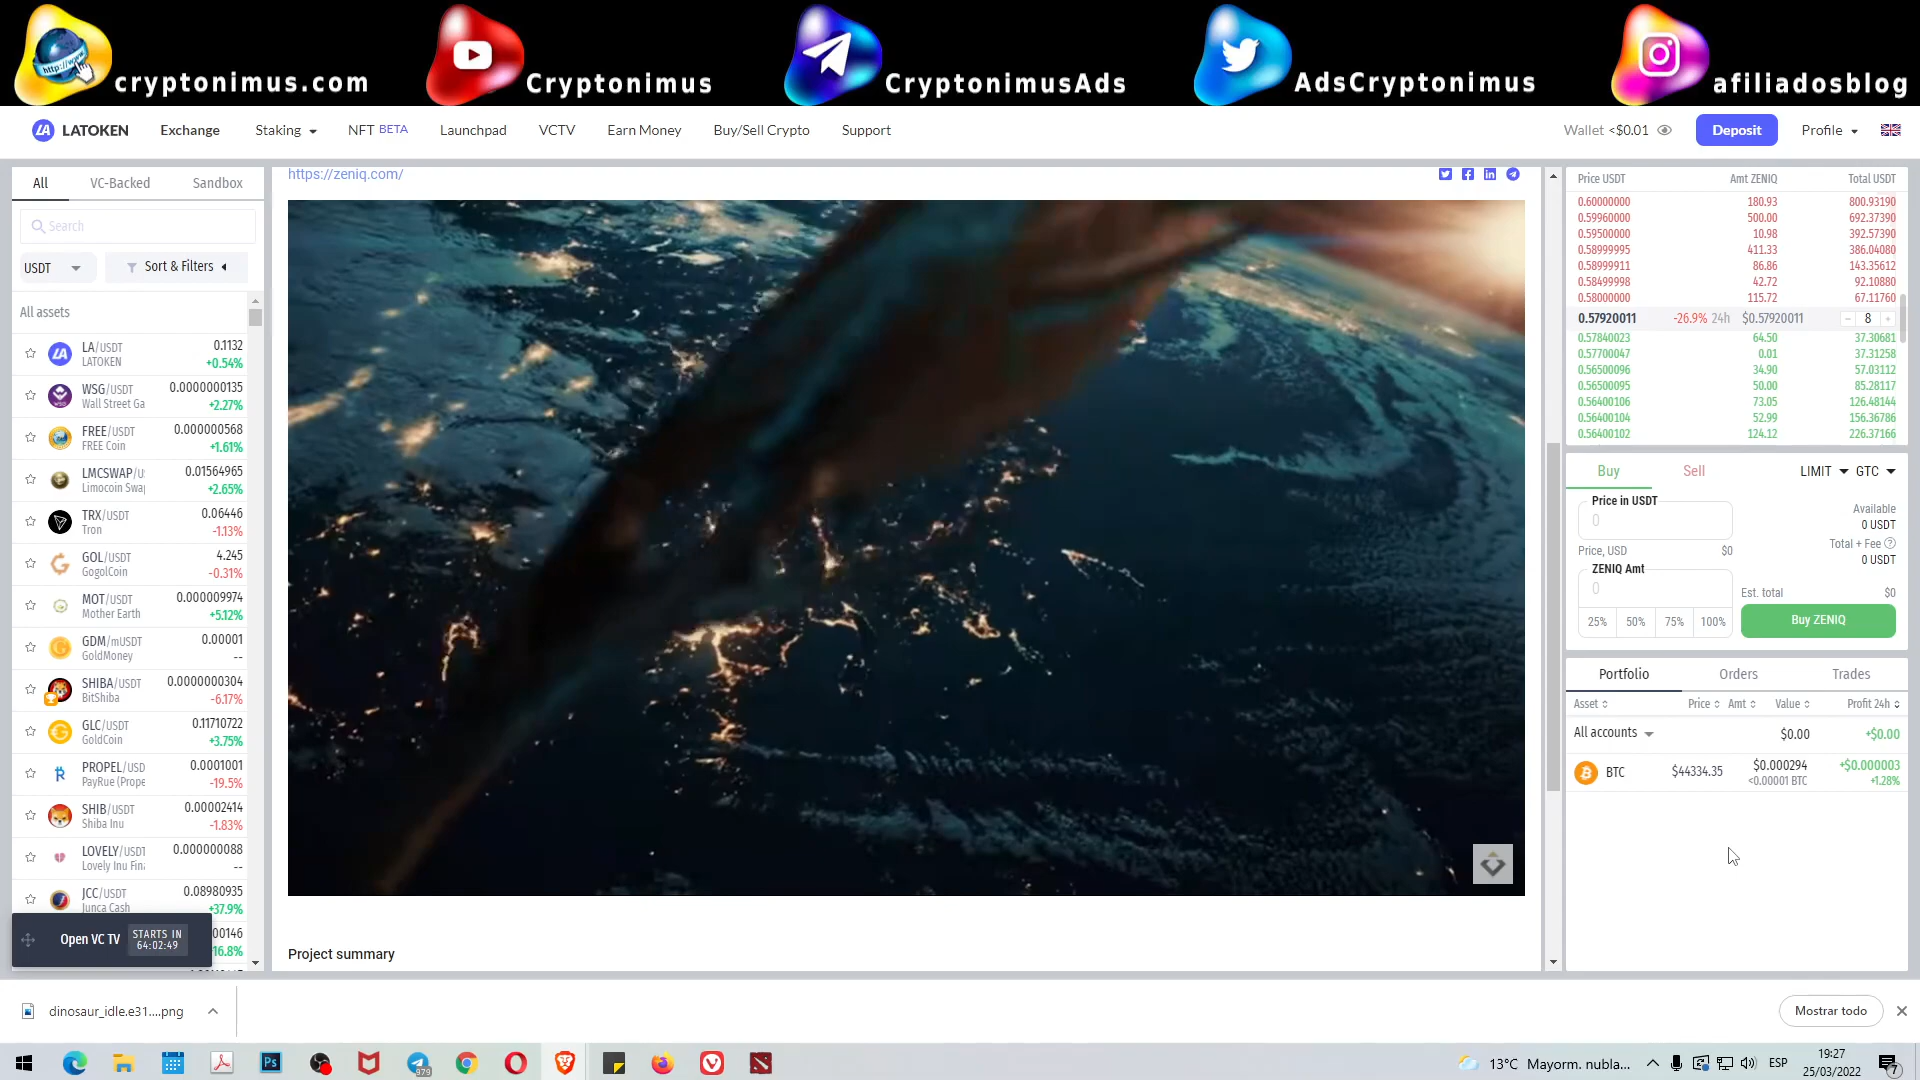 http://www
cryptonimus.com
Cryptonimus
CryptonimusAds
AdsCryptonimus
afiliadosblog
LATOKEN
Exchange
Staking
NFT BETA
Launchpad
VCTV
Earn Money
Buy/Sell Crypto
Support
Wallet <$0.01
Deposit
Profile
All
VC-Backed
Sandbox
Search
USDT
Sort & Filters
All assets
LA/USDT 0.1132
LATOKEN +0.54%
WSG/USDT 0.0000000135
Wall Street Ga +2.27%
FREE/USDT 0.000000568
FREE Coin +1.61%
LMCSWAP/U 0.01564965
Limocoin Swa +2.65%
TRX/USDT 0.06446
Tron -1.13%
GOL/USDT 4.245
GogolCoin -0.31%
MOT/USDT 0.000009974
Mother Earth +5.12%
GDM/mUSDT 0.00001
GoldMoney --
SHIBA/USDT 0.0000000304
BitShiba -6.17%
GLC/USDT 0.11710722
GoldCoin +3.75%
PROPEL/USD 0.0001001
PayRue (Prope -19.5%
SHIB/USDT 0.00002414
Shiba Inu -1.83%
LOVELY/USDT 0.000000088
Lovely Inu Fin --
JCC/USDT 0.08980935
Junca Cash +37.9%
00146
16.8%
Open VC TV
STARTS IN
64:02:49
https://zeniq.com/
Project summary
Price USDT Amt ZENIQ Total USDT
0.60000000 180.93 800.93190
0.59960000 500.00 692.37390
0.59500000 10.98 392.57390
0.58999995 411.33 386.04080
0.58999911 86.86 143.35612
0.58499998 42.72 92.10880
0.58000000 115.72 67.11760
0.57920011 -26.9% 24h $0.57920011 - 8 +
0.57840023 64.50 37.30681
0.57700047 0.01 37.31258
0.56500096 34.90 57.03112
0.56500095 50.00 85.28117
0.56400106 73.05 126.48144
0.56400104 52.99 156.36786
0.56400102 124.12 226.37166
Buy
Sell
LIMIT
GTC
Price in USDT
0
Price, USD $0
ZENIQ Amt
0
25% 50% 75% 100%
Available
0 USDT
Total + Fee
0 USDT
Est. total $0
Buy ZENIQ
Portfolio
Orders
Trades
Asset Price Amt Value Profit 24h
All accounts $0.00 +$0.00
BTC $44334.35 $0.000294 +$0.000003
<0.00001 BTC +1.28%
dinosaur_idle.e31....png
Mostrar todo
Ps
979
13°C Mayorm. nubla...
ESP
19:27
25/03/2022
7